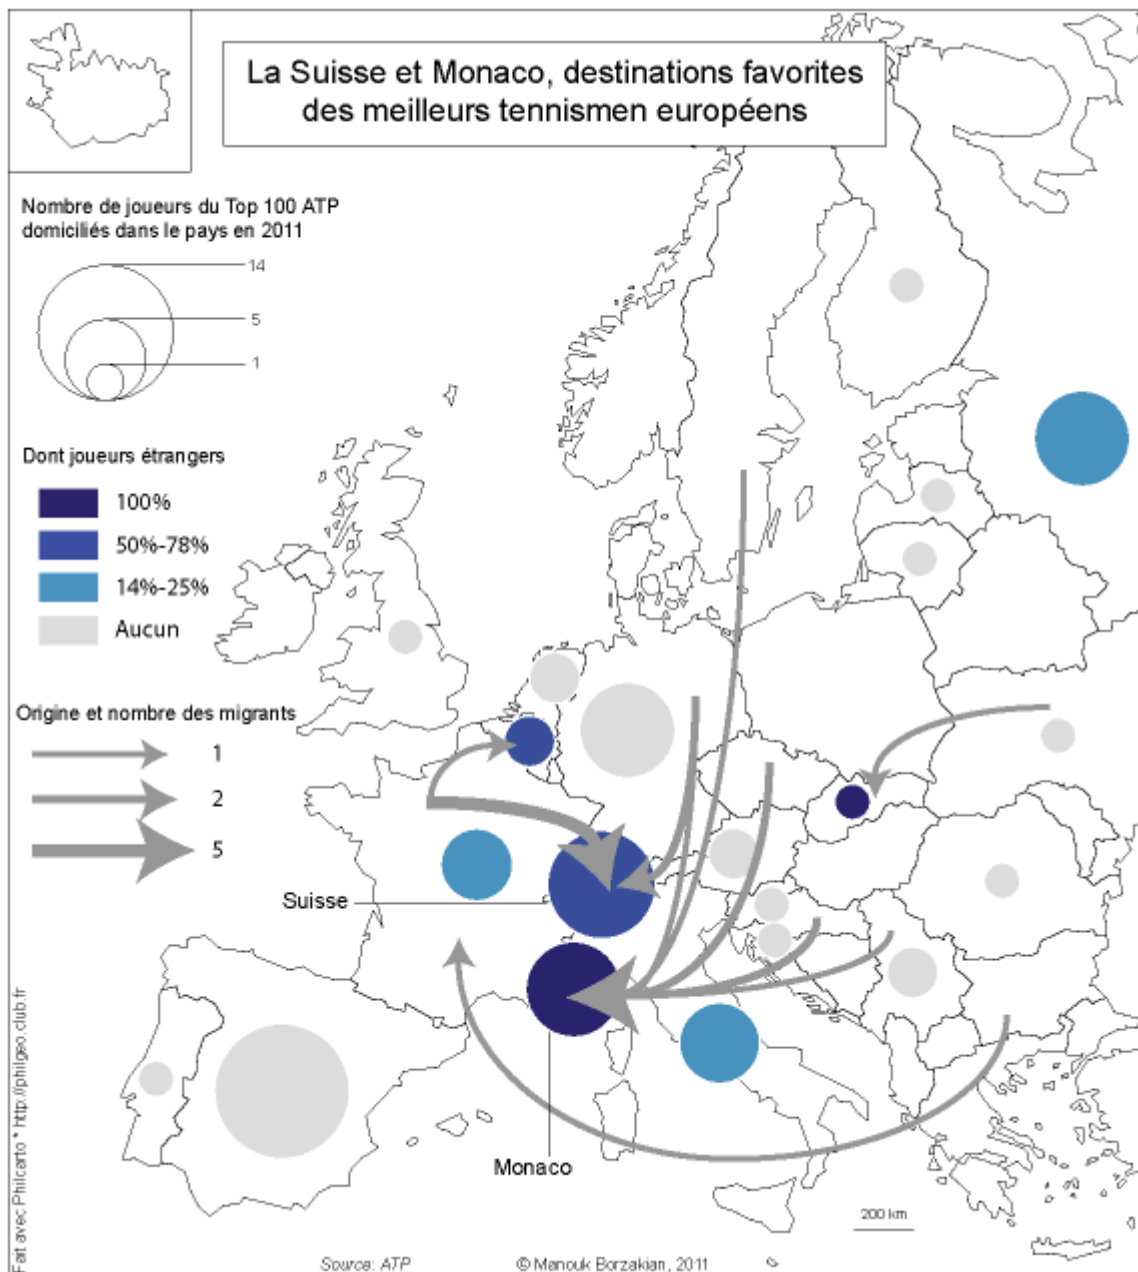 La Suisse et Monaco, destinations favorites
des meilleurs tennismen européens
Nombre de joueurs du Top 100 ATP
domiciliés dans le pays en 2011
14
5
1
Dont joueurs étrangers
100%
50%-78%
14%-25%
Aucun
Origine et nombre des migrants
1
2
5
Suisse
Monaco
200 km
Source: ATP
© Manouk Borzakian, 2011
Fait avec Philcarto * http://philgeo.club.fr